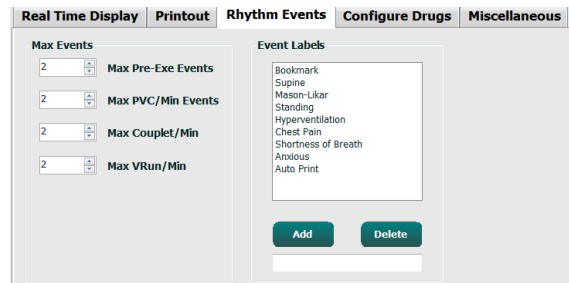 Real Time Display Printout Rhythm Events Configure Drugs Miscellaneous
Max Events
2 Max Pre-Exe Events
2 Max PVC/Min Events
2 Max Couplet/Min
2 Max VRun/Min
Event Labels
Bookmark
Supine
Mason-Likar
Standing
Hyperventilation
Chest Pain
Shortness of Breath
Anxious
Auto Print
Add Delete